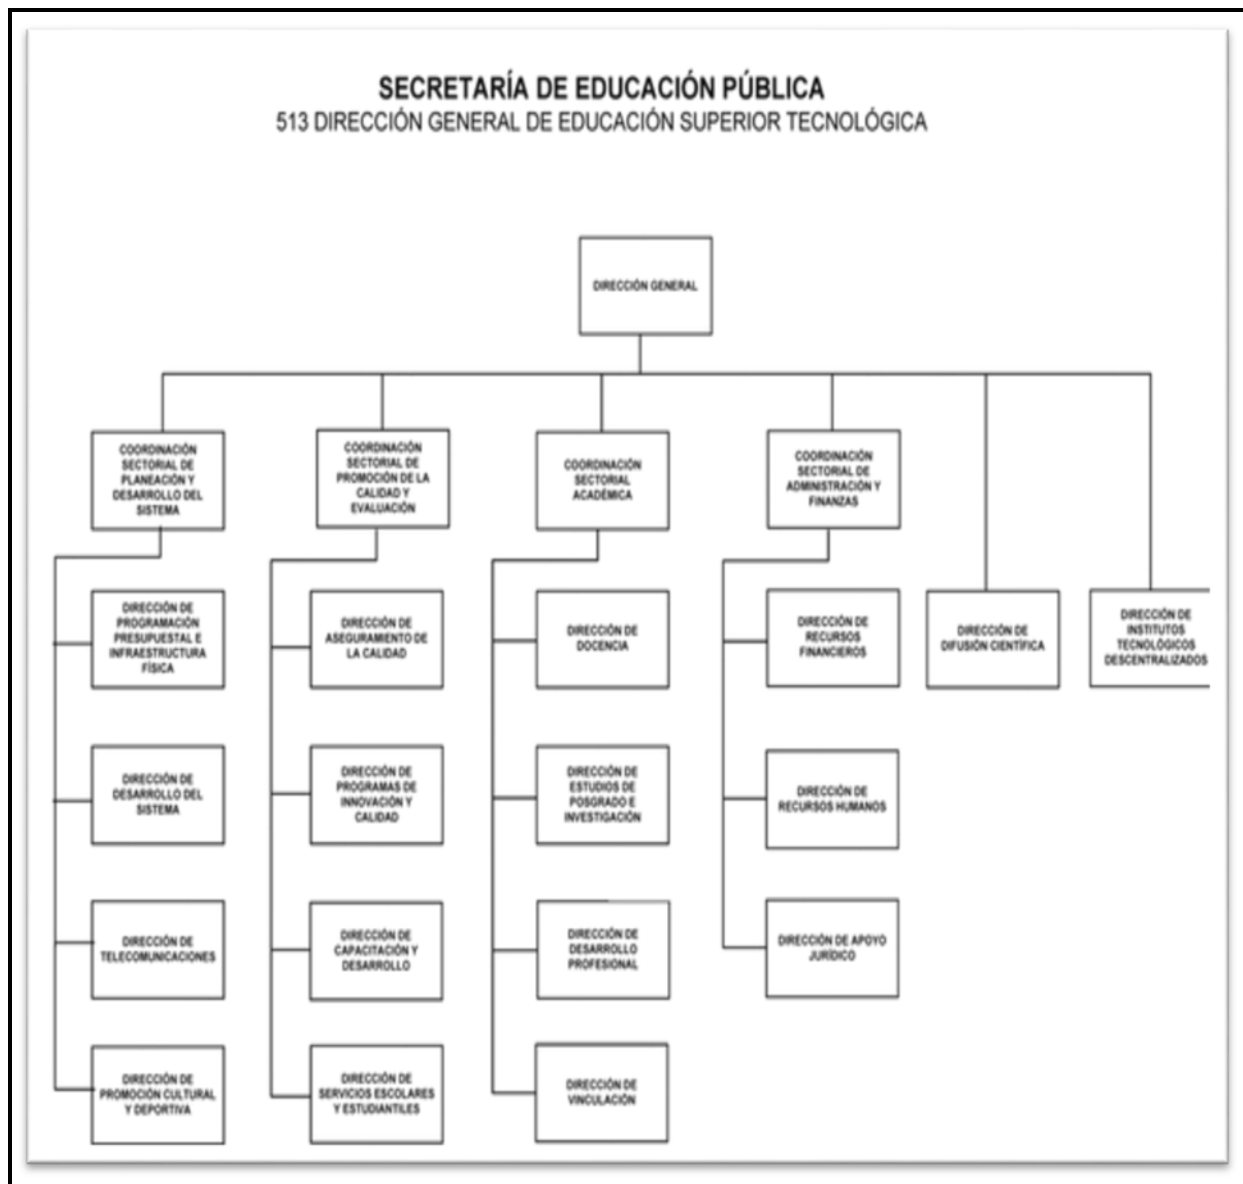 SECRETARÍA DE EDUCACIÓN PÚBLICA
513 DIRECCIÓN GENERAL DE EDUCACIÓN SUPERIOR TECNOLÓGICA
DIRECCIÓN GENERAL
COORDINACIÓN
SECTORIAL DE
PLANEACIÓN Y
DESARROLLO DEL
SISTEMA
COORDINACIÓN
SECTORIAL DE
PROMOCIÓN DE LA
CALIDAD Y
EVALUACIÓN
COORDINACIÓN
SECTORIAL
ACADÉMICA
COORDINACIÓN
SECTORIAL DE
ADMINISTRACIÓN Y
FINANZAS
DIRECCIÓN DE
PROGRAMACIÓN
PRESUPUESTAL E
INFRAESTRUCTURA
FÍSICA
DIRECCIÓN DE
ASEGURAMIENTO DE
LA CALIDAD
DIRECCIÓN DE
DOCENCIA
DIRECCIÓN DE
RECURSOS
FINANCIEROS
DIRECCIÓN DE
DIFUSIÓN CIENTÍFICA
DIRECCIÓN DE
INSTITUTOS
TECNOLÓGICOS
DESCENTRALIZADOS
DIRECCIÓN DE
DESARROLLO DEL
SISTEMA
DIRECCIÓN DE
PROGRAMAS DE
INNOVACIÓN Y
CALIDAD
DIRECCIÓN DE
ESTUDIOS DE
POSGRADO E
INVESTIGACIÓN
DIRECCIÓN DE
RECURSOS HUMANOS
DIRECCIÓN DE
TELECOMUNICACIONES
DIRECCIÓN DE
CAPACITACIÓN Y
DESARROLLO
DIRECCIÓN DE
DESARROLLO
PROFESIONAL
DIRECCIÓN DE APOYO
JURÍDICO
DIRECCIÓN DE
PROMOCIÓN CULTURAL
Y DEPORTIVA
DIRECCIÓN DE
SERVICIOS ESCOLARES
Y ESTUDIANTILES
DIRECCIÓN DE
VINCULACIÓN